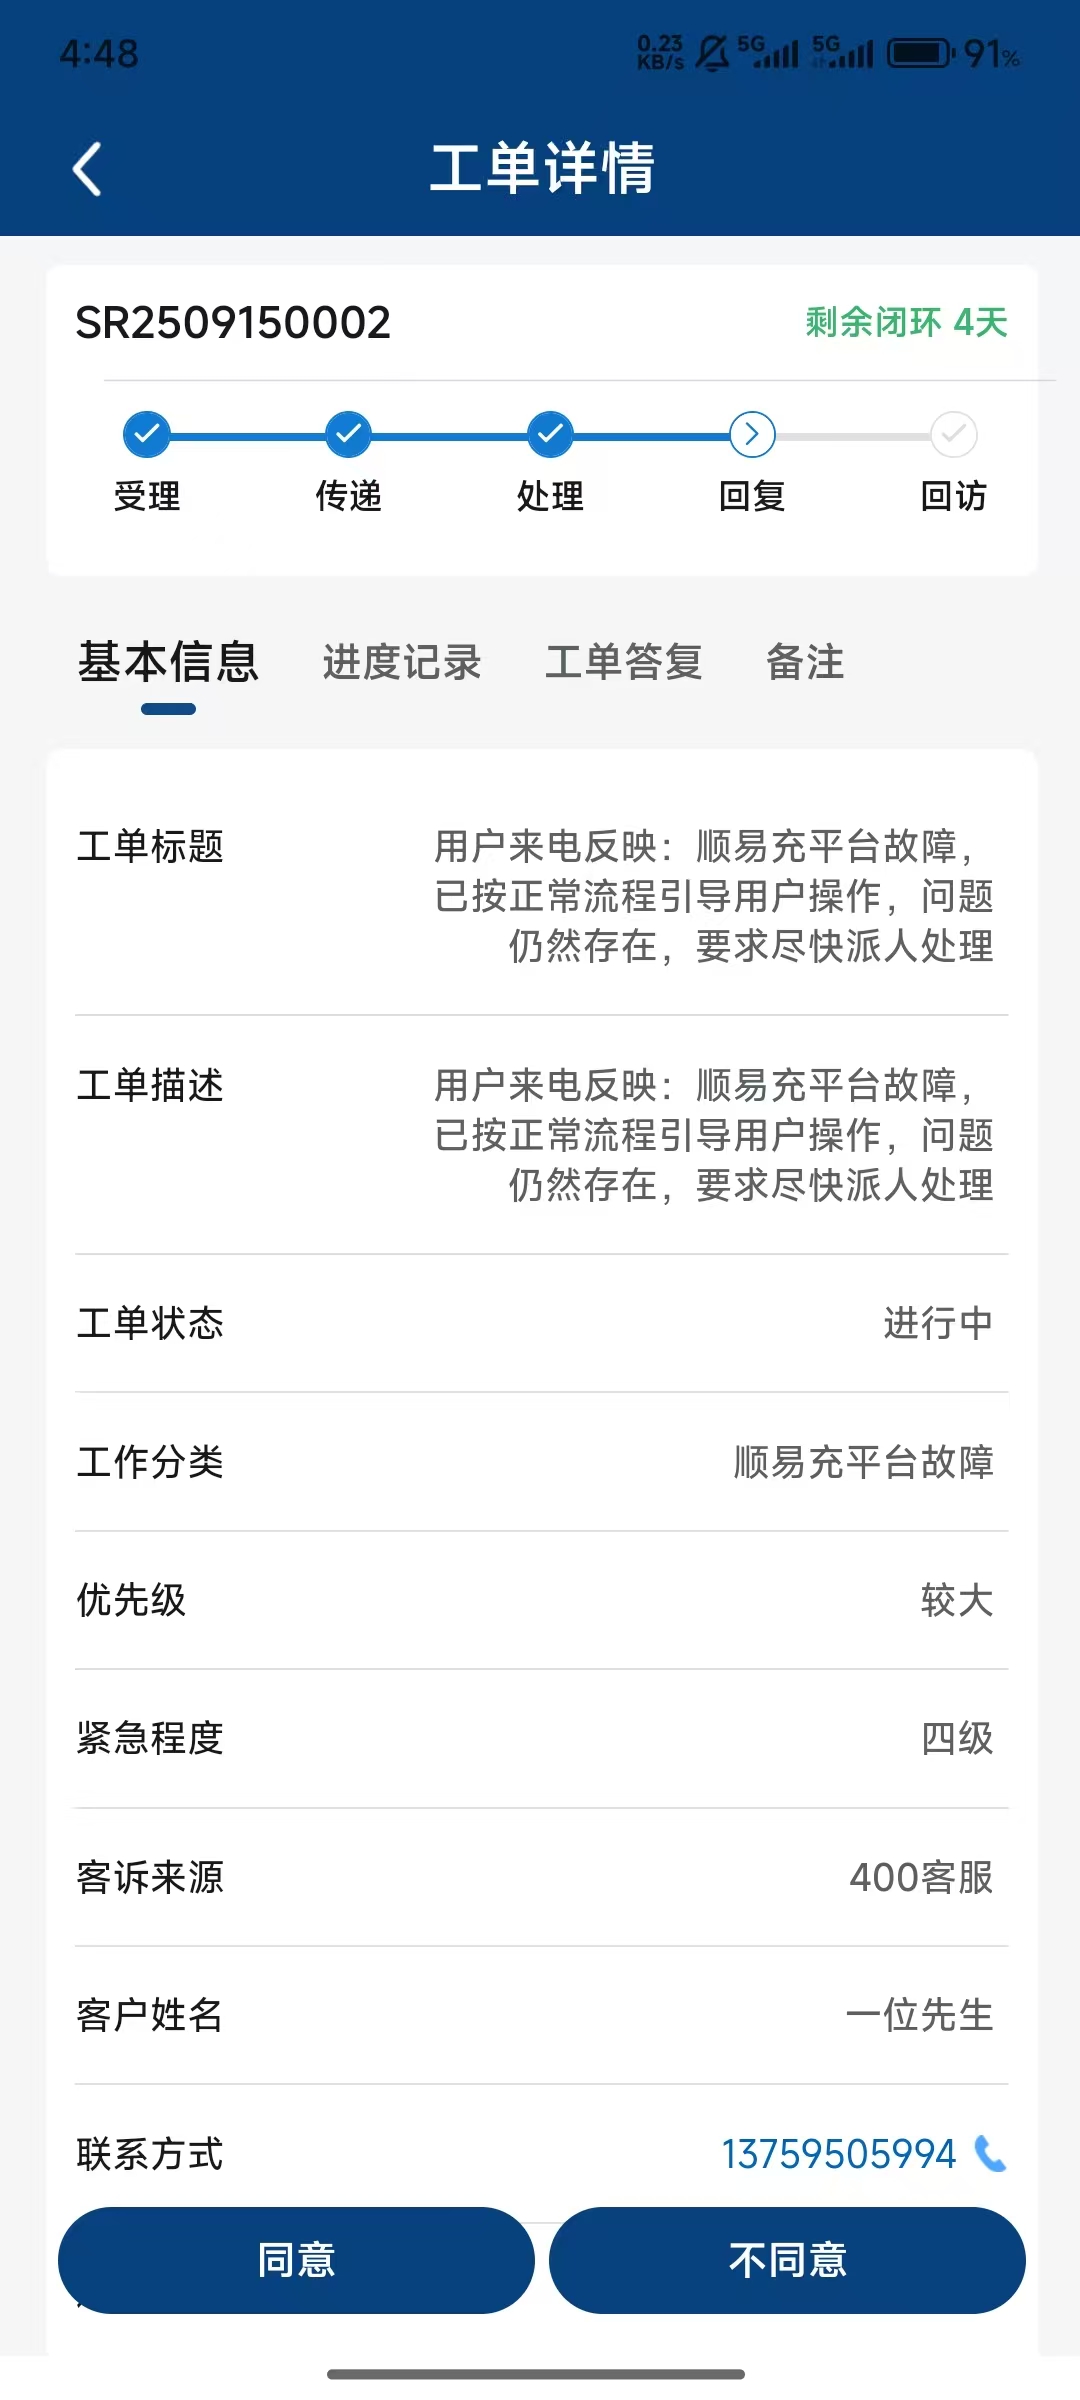 4:48
0.23
KB/s
5G
5G
91%
工单详情
SR2509150002
剩余闭环 4天
受理
传递
处理
回复
回访
基本信息
进度记录
工单答复
备注
工单标题
用户来电反映：顺易充平台故障，
已按正常流程引导用户操作，问题
仍然存在，要求尽快派人处理
工单描述
用户来电反映：顺易充平台故障，
已按正常流程引导用户操作，问题
仍然存在，要求尽快派人处理
工单状态
进行中
工作分类
顺易充平台故障
优先级
较大
紧急程度
四级
客诉来源
400客服
客户姓名
一位先生
联系方式
13759505994
同意
不同意